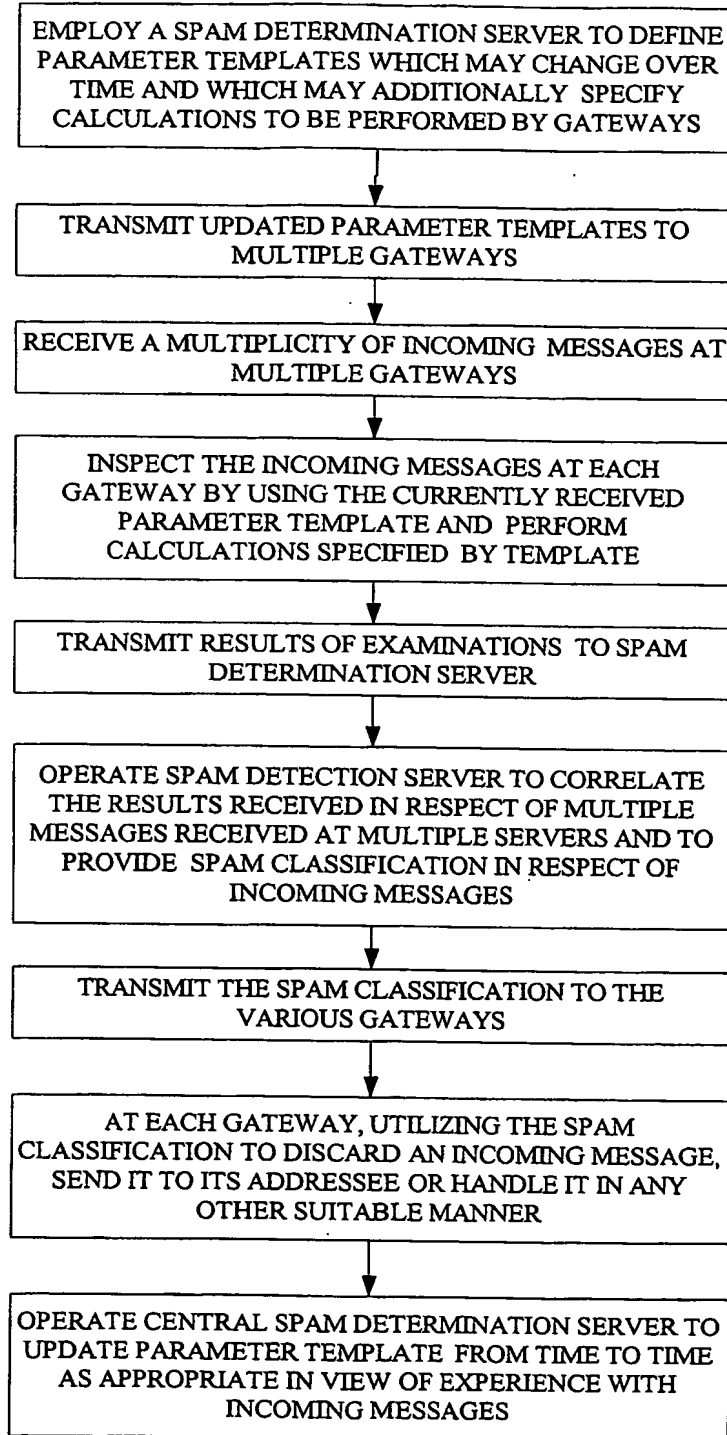 EMPLOY A SPAM DETERMINATION SERVER TO DEFINE
PARAMETER TEMPLATES WHICH MAY CHANGE OVER
TIME AND WHICH MAY ADDITIONALLY SPECIFY
CALCULATIONS TO BE PERFORMED BY GATEWAYS
TRANSMIT UPDATED PARAMETER TEMPLATES TO
MULTIPLE GATEWAYS
RECEIVE A MULTIPLICITY OF INCOMING MESSAGES AT
MULTIPLE GATEWAYS
INSPECT THE INCOMING MESSAGES AT EACH
GATEWAY BY USING THE CURRENTLY RECEIVED
PARAMETER TEMPLATE AND PERFORM
CALCULATIONS SPECIFIED BY TEMPLATE
TRANSMIT RESULTS OF EXAMINATIONS TO SPAM
DETERMINATION SERVER
OPERATE SPAM DETECTION SERVER TO CORRELATE
THE RESULTS RECEIVED IN RESPECT OF MULTIPLE
MESSAGES RECEIVED AT MULTIPLE SERVERS AND TO
PROVIDE SPAM CLASSIFICATION IN RESPECT OF
INCOMING MESSAGES
TRANSMIT THE SPAM CLASSIFICATION TO THE
VARIOUS GATEWAYS
AT EACH GATEWAY, UTILIZING THE SPAM
CLASSIFICATION TO DISCARD AN INCOMING MESSAGE,
SEND IT TO ITS ADDRESSEE OR HANDLE IT IN ANY
OTHER SUITABLE MANNER
OPERATE CENTRAL SPAM DETERMINATION SERVER TO
UPDATE PARAMETER TEMPLATE FROM TIME TO TIME
AS APPROPRIATE IN VIEW OF EXPERIENCE WITH
INCOMING MESSAGES